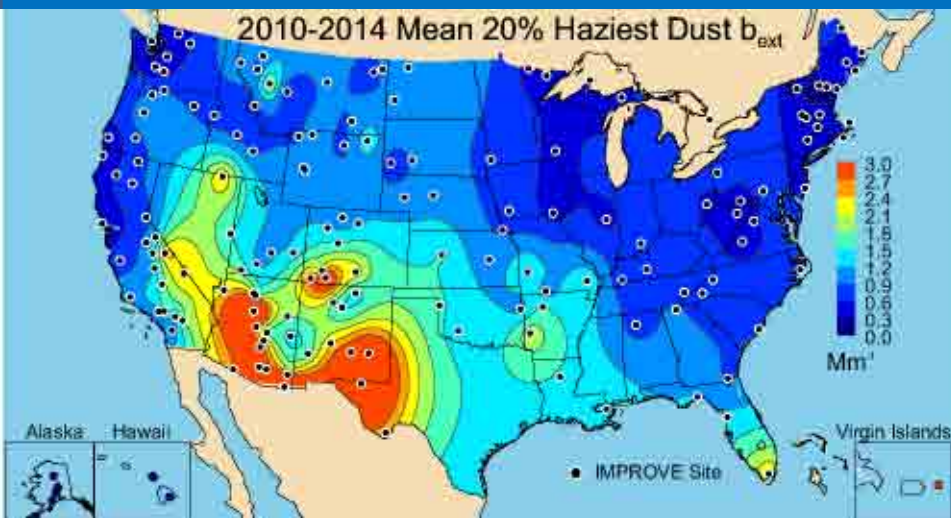 2010-2014 Mean 20% Haziest Dust bext
3.0
2.7
2.4
2.1
1.8
1.5
1.2
0.9
0.6
0.3
0.0
Mm-1
Alaska
Hawaii
Virgin Islands
IMPROVE Site